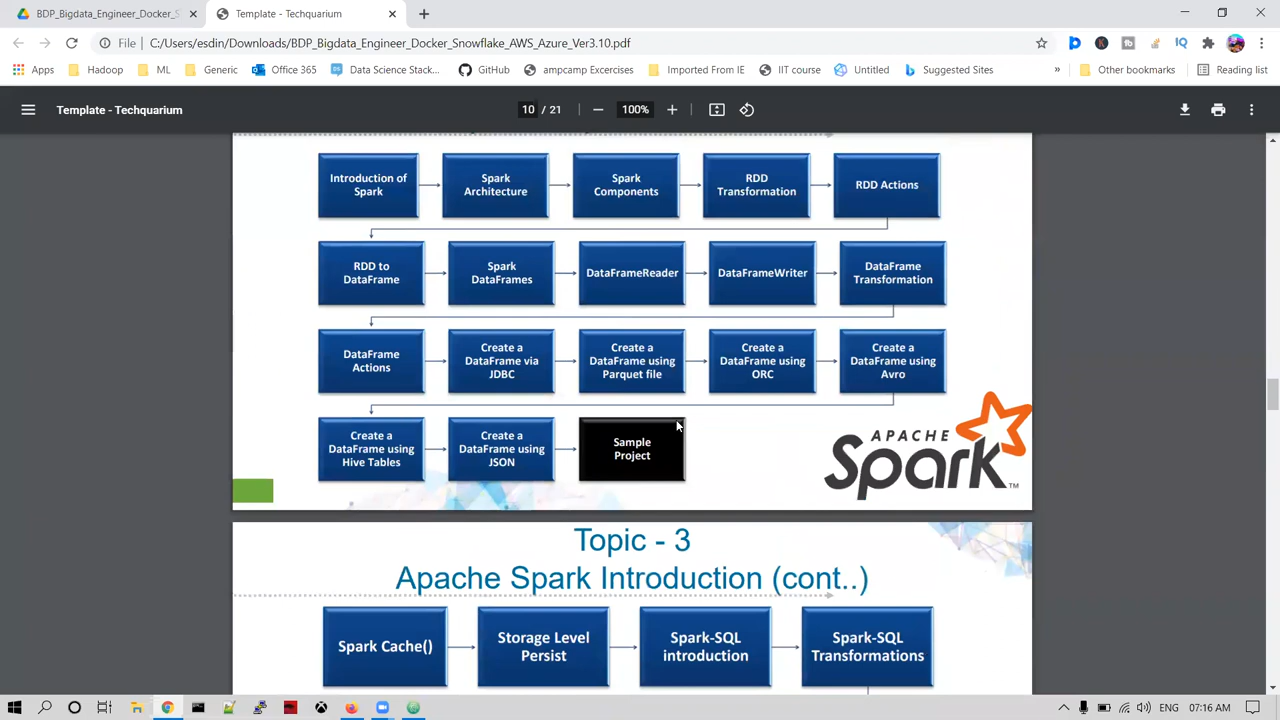 BDP_Bigdata_Engineer_Docker_S
Template - Techquarium
File
C:/Users/esdin/Downloads/BDP_Bigdata_Engineer_Docker_Snowflake_AWS_Azure_Ver3.10.pdf
Apps
Hadoop
ML
Generic
Office 365
Data Science Stack...
GitHub
ampcamp Excercises
Imported From IE
IIT course
Untitled
Suggested Sites
»
Other bookmarks
Reading list
Template - Techquarium
10 / 21
100%
Introduction of
Spark
Spark
Architecture
Spark
Components
RDD
Transformation
RDD Actions
RDD to
DataFrame
Spark
DataFrames
DataFrameReader
DataFrameWriter
DataFrame
Transformation
DataFrame
Actions
Create a
DataFrame via
JDBC
Create a
DataFrame using
Parquet file
Create a
DataFrame using
ORC
Create a
DataFrame using
Avro
Create a
DataFrame using
Hive Tables
Create a
DataFrame using
JSON
Sample
Project
APACHE
Spark
TM
Topic - 3
Apache Spark Introduction (cont..)
Spark Cache()
Storage Level
Persist
Spark-SQL
introduction
Spark-SQL
Transformations
ENG
07:16 AM